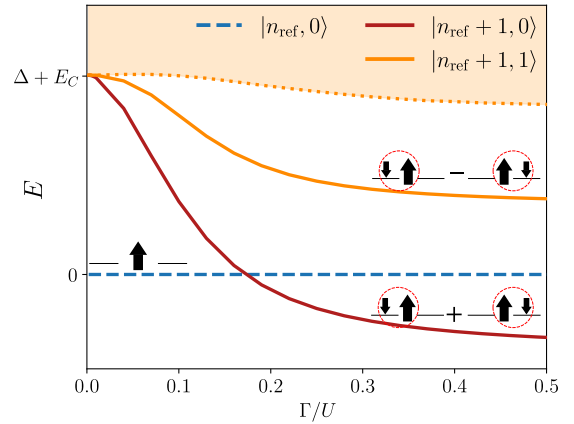 |n_ref, 0⟩ |n_ref + 1, 0⟩
|n_ref + 1, 1⟩
Δ + E_C
E
−
0
+
0.0 0.1 0.2 0.3 0.4 0.5
Γ/U